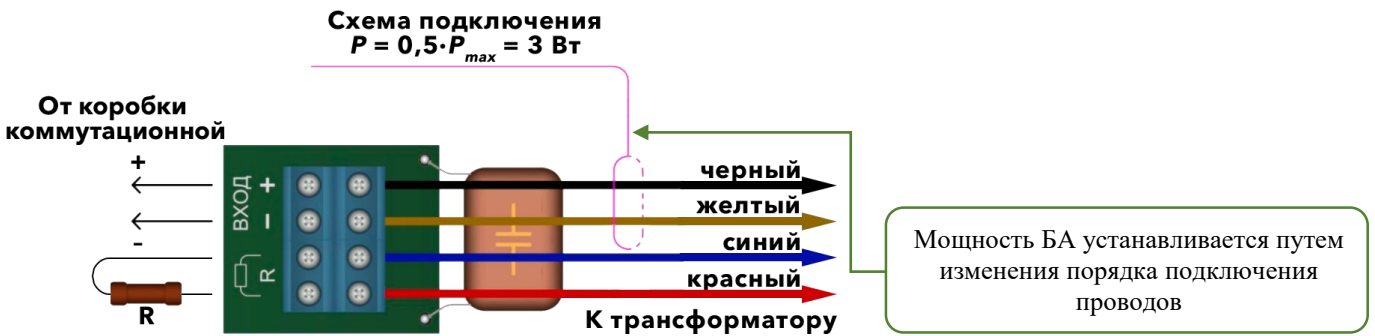 Схема подключения
P = 0,5·Pmax = 3 Вт
От коробки
коммутационной
+
-
ВХОД
+
−
R
R
черный
желтый
синий
красный
К трансформатору
Мощность БА устанавливается путем
изменения порядка подключения
проводов